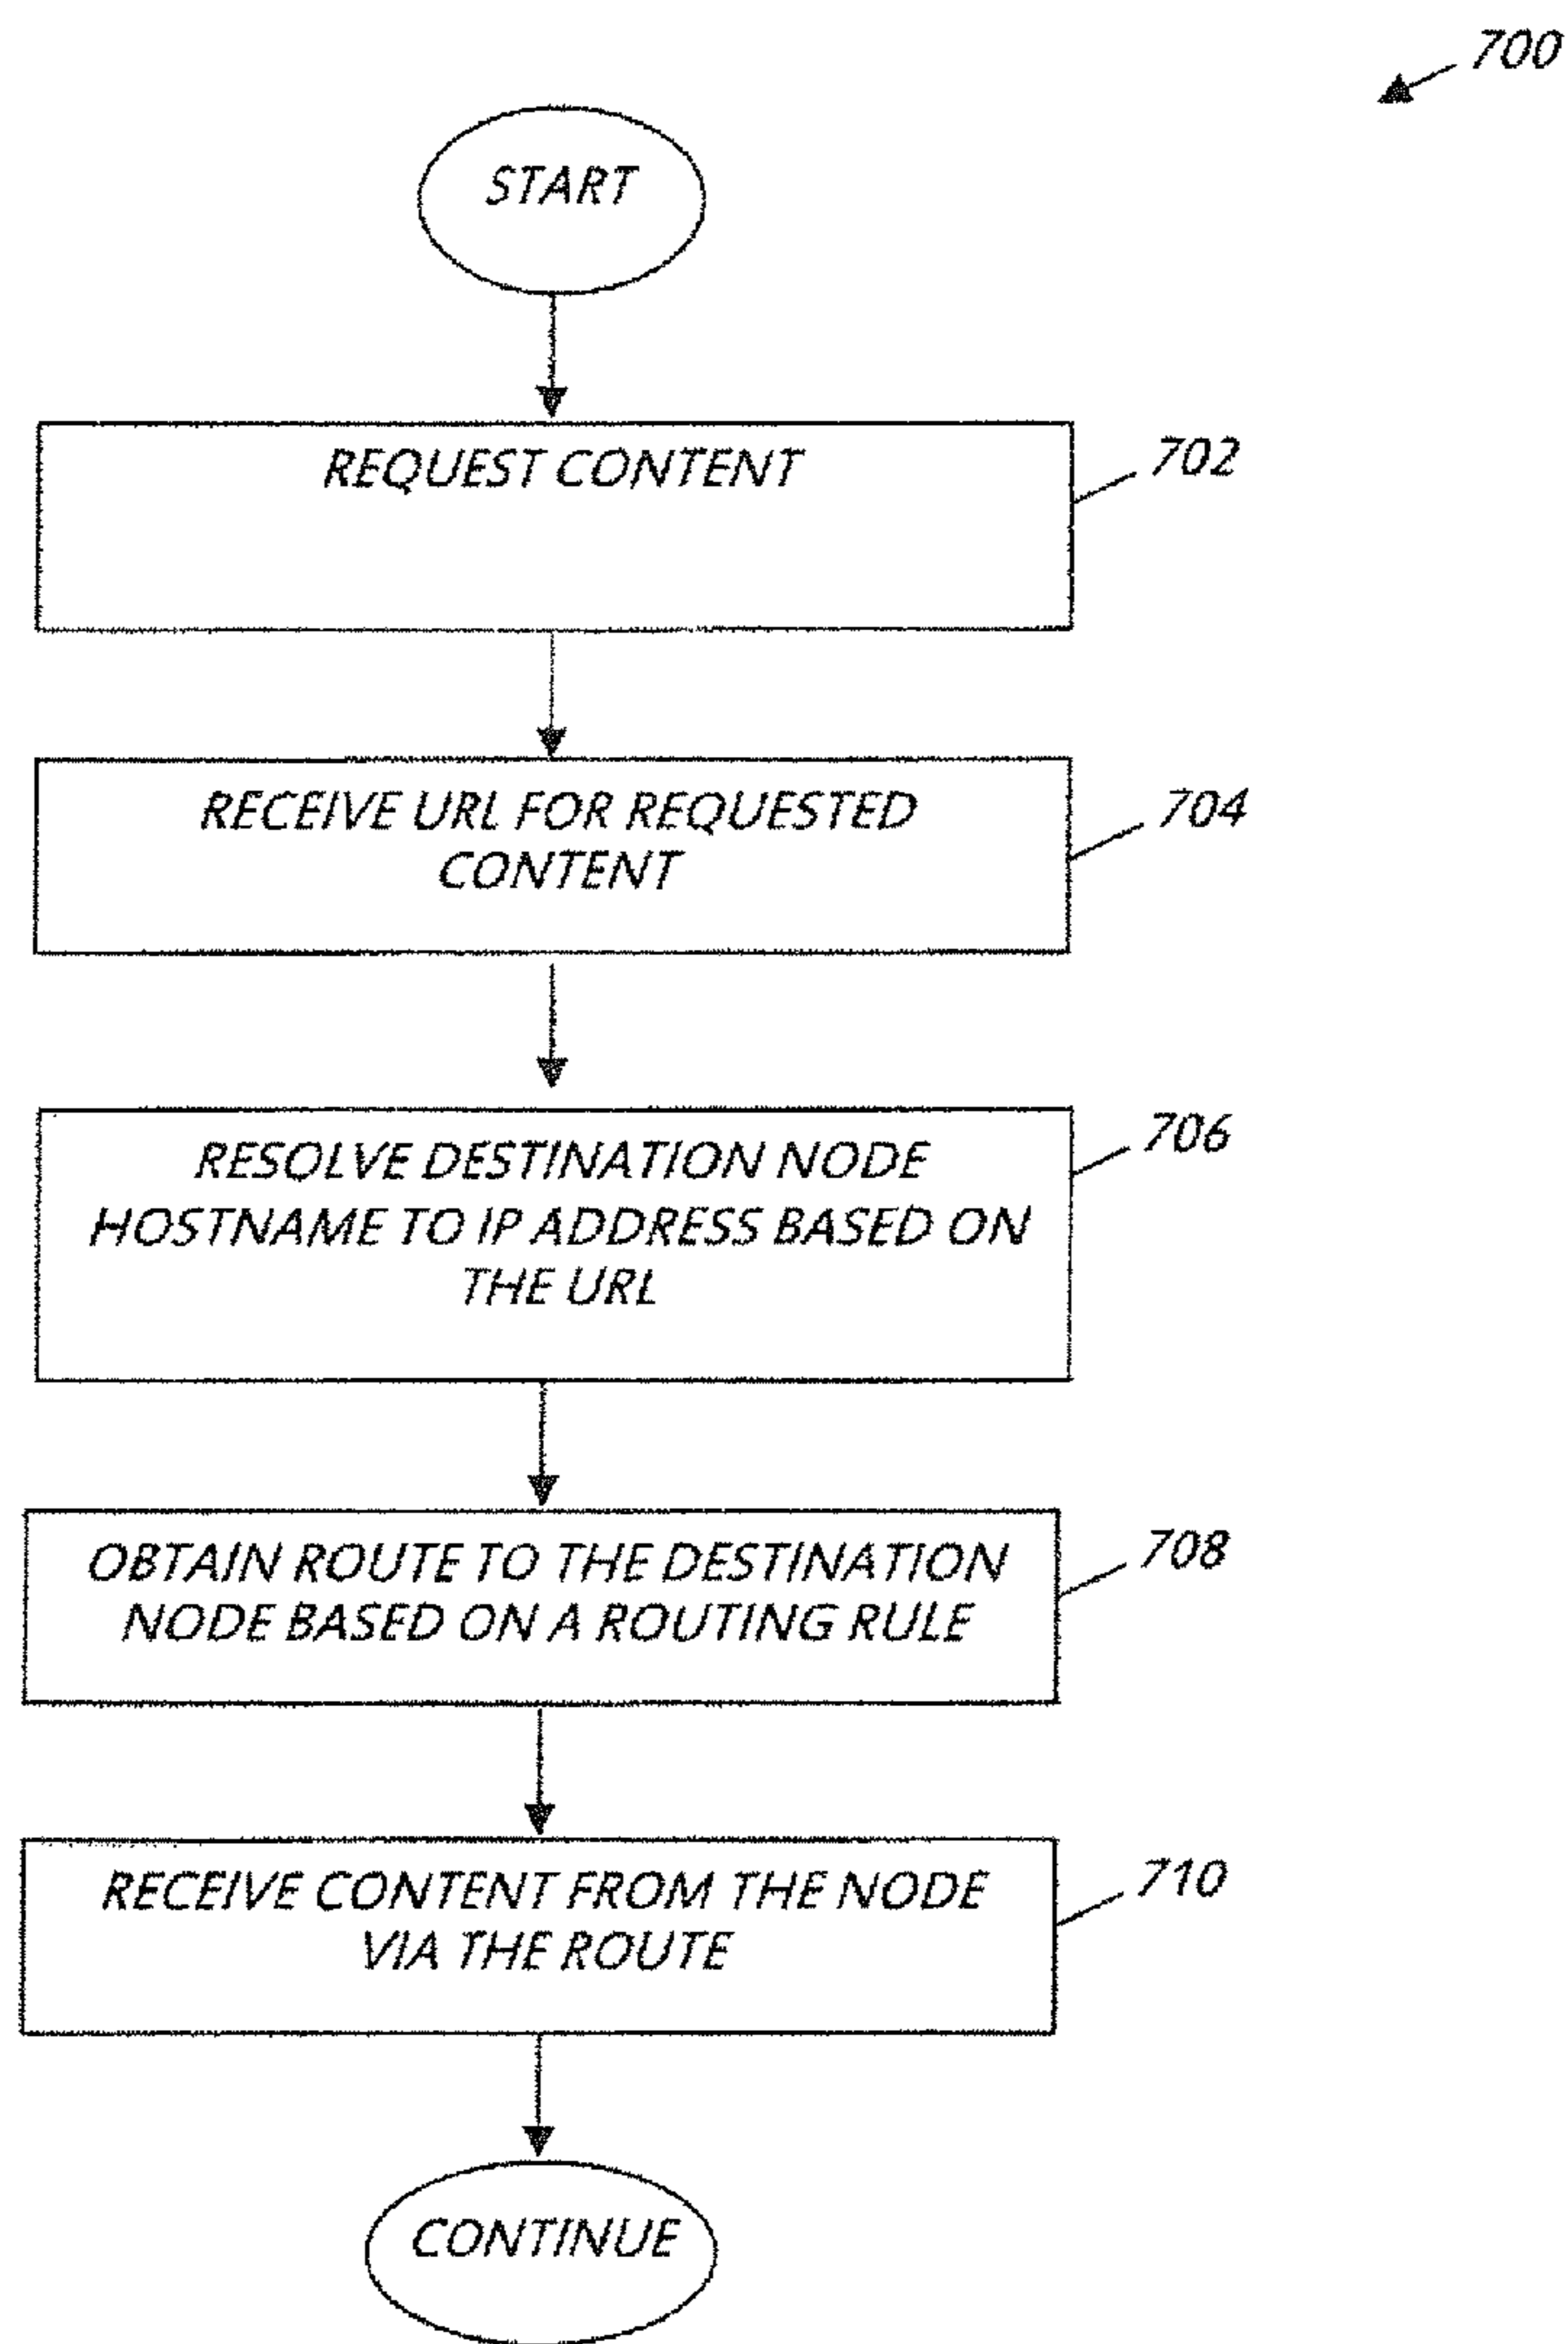 700
START
REQUEST CONTENT
702
RECEIVE URL FOR REQUESTED
CONTENT
704
RESOLVE DESTINATION NODE
HOSTNAME TO IP ADDRESS BASED ON
THE URL
706
OBTAIN ROUTE TO THE DESTINATION
NODE BASED ON A ROUTING RULE
708
RECEIVE CONTENT FROM THE NODE
VIA THE ROUTE
710
CONTINUE